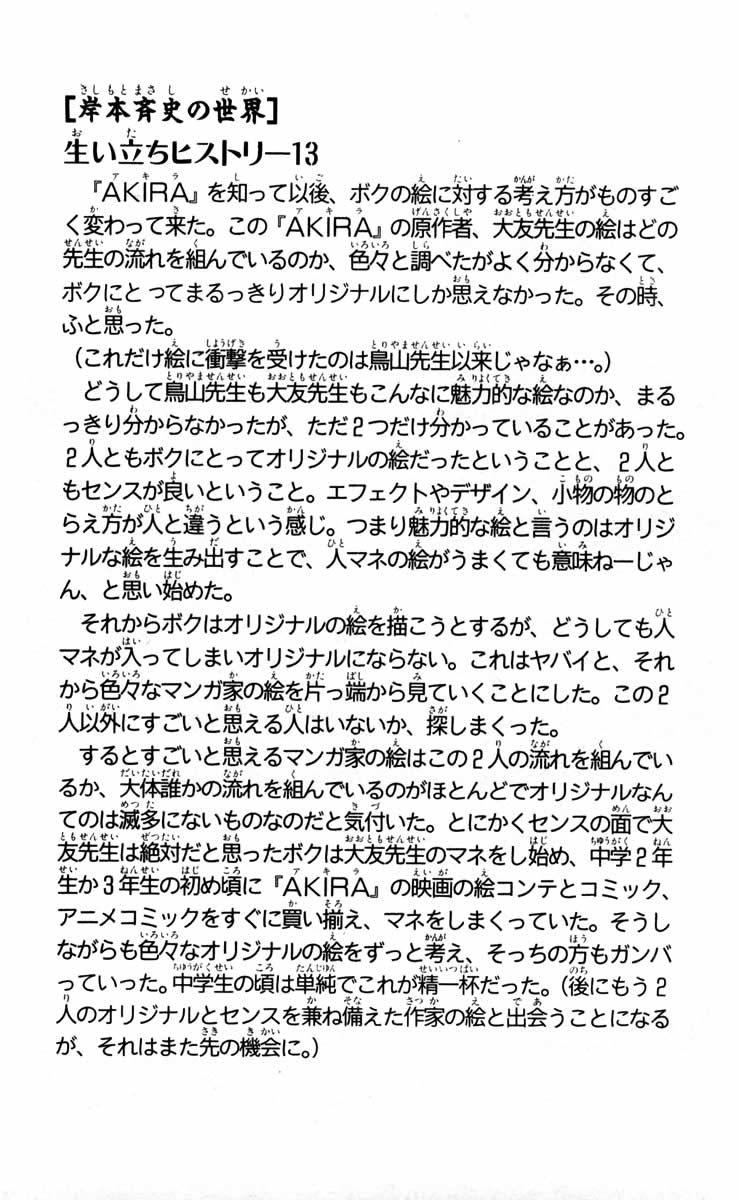 [岸本斉史の世界]
生い立ちヒストリー13
『AKIRA』を知って以後、ボクの絵に対する考え方がものすご
く変わって来た。この『AKIRA』の原作者、大友先生の絵はどの
先生の流れを組んでいるのか、色々と調べたがよく分からなくて、
ボクにとってまるっきりオリジナルにしか思えなかった。その時、
ふと思った。
(これだけ絵に衝撃を受けたのは鳥山先生以来じゃなぁ…。)
どうして鳥山先生も大友先生もこんなに魅力的な絵なのか、まる
っきり分からなかったが、ただ2つだけ分かっていることがあった。
2人ともボクにとってオリジナルの絵だったということと、2人と
もセンスが良いということ。エフェクトやデザイン、小物の物のと
らえ方が人と違うという感じ。つまり魅力的な絵と言うのはオリジ
ナルな絵を生み出すことで、人マネの絵がうまくても意味ねーじゃ
ん、と思い始めた。
それからボクはオリジナルの絵を描こうとするが、どうしても人
マネが入ってしまいオリジナルにならない。これはヤバイと、それ
から色々なマンガ家の絵を片っ端から見ていくことにした。この2
人以外にすごいと思える人はいないか、探しまくった。
するとすごいと思えるマンガ家の絵はこの2人の流れを組んでい
るか、大体誰かの流れを組んでいるのがほとんどでオリジナルなん
てのは滅多にないものなのだと気付いた。とにかくセンスの面で大
友先生は絶対だと思ったボクは大友先生のマネをし始め、中学2年
生か3年生の初め頃に『AKIRA』の映画の絵コンテとコミック、
アニメコミックをすぐに買い揃え、マネをしまくっていた。そうし
ながらも色々なオリジナルの絵をずっと考え、そっちの方もガンバ
っていった。中学生の頃は単純でこれが精一杯だった。(後にもう2
人のオリジナルとセンスを兼ね備えた作家の絵と出会うことになる
が、それはまた先の機会に。)